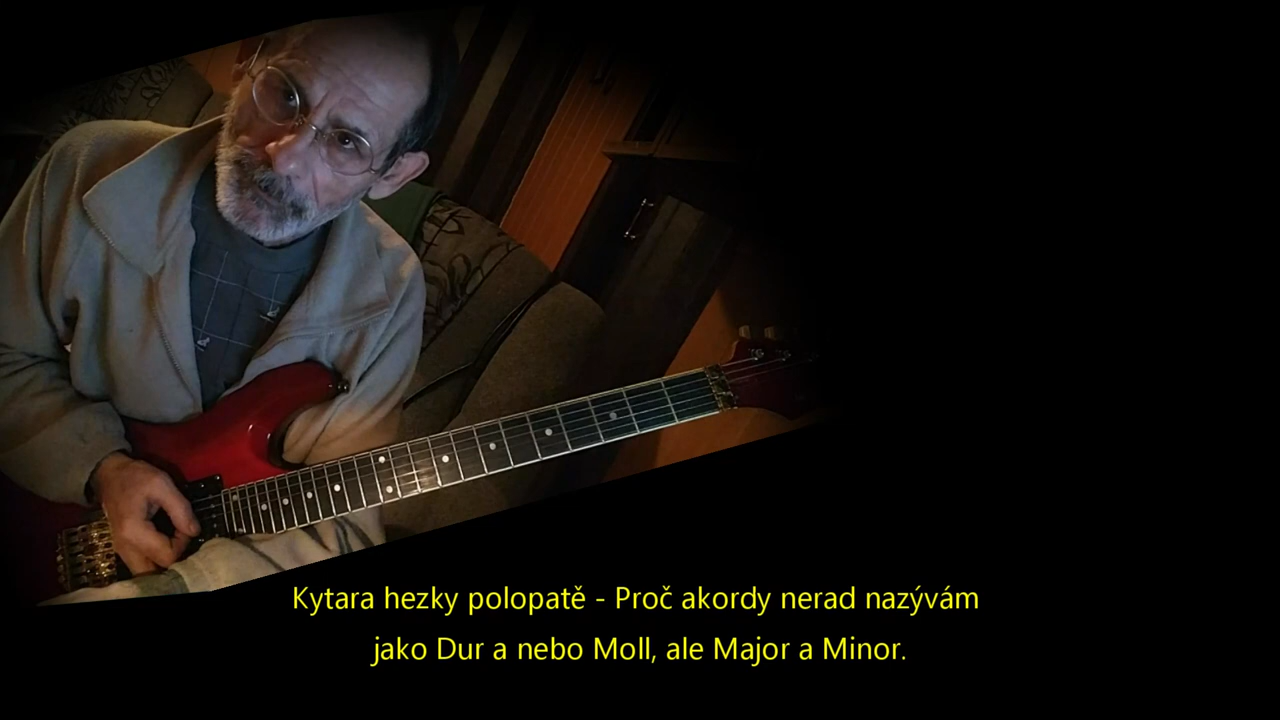 Kytara hezky polopatě - Proč akordy nerad nazývám
jako Dur a nebo Moll, ale Major a Minor.